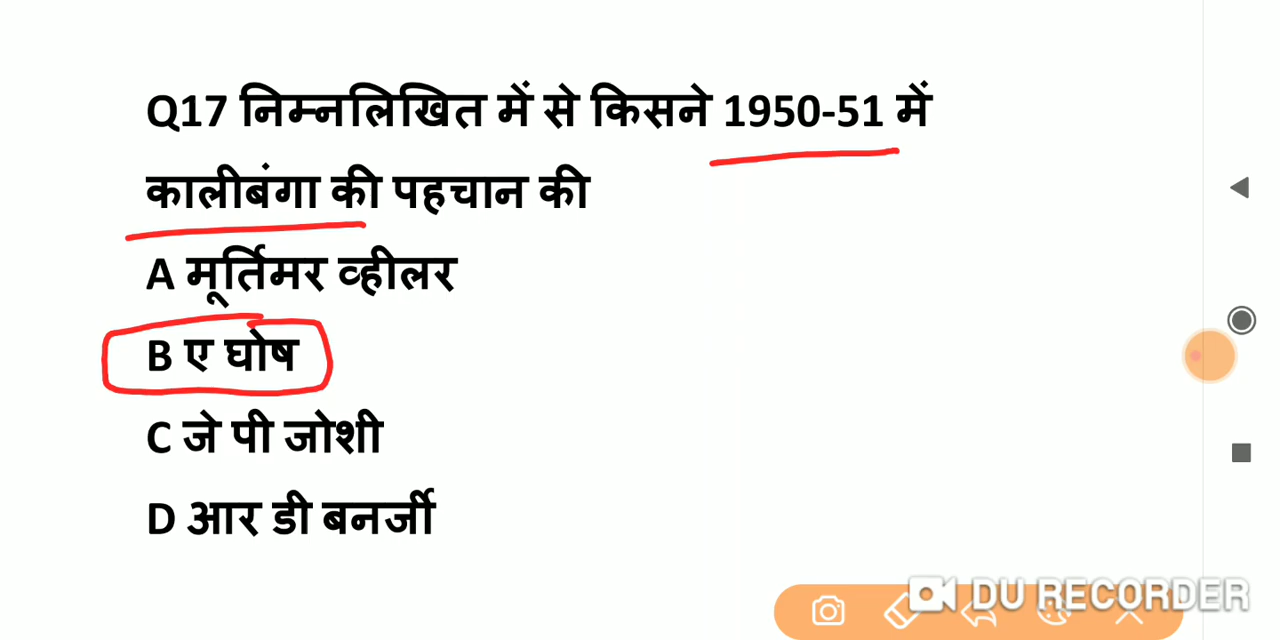 Q17 निम्नलिखित में से किसने 1950-51 में
कालीबंगा की पहचान की
A मूर्तिमर व्हीलर
B ए घोष
C जे पी जोशी
D आर डी बनर्जी
DU RECORDER